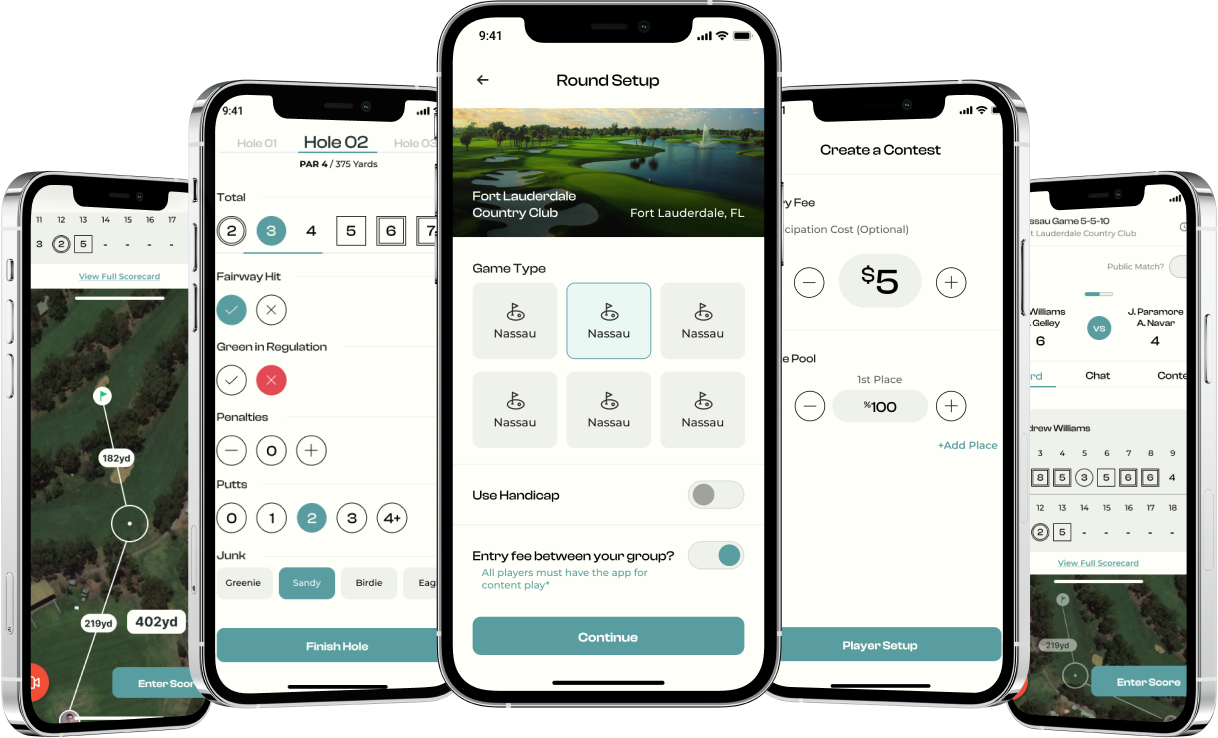 11 12 13 14 15 16 17
3 2 5 - - - -
View Full Scorecard
182yd
219yd
402yd
Enter Scor
9:41
Hole 01 Hole 02 Hole 03
PAR 4 / 375 Yards
Total
2 3 4 5 6 7
Fairway Hit
Green in Regulation
Penalties
0
Putts
0 1 2 3 4+
Junk
Greenie Sandy Birdie Eag
Finish Hole
9:41
Round Setup
Fort Lauderdale
Country Club
Fort Lauderdale, FL
Game Type
Nassau Nassau Nassau
Nassau Nassau Nassau
Use Handicap
Entry fee between your group?
All players must have the app for
content play*
Continue
1
Create a Contest
ry Fee
cipation Cost (Optional)
$5
e Pool
1st Place
%100
+Add Place
Player Setup
ssau Game 5-5-10
t Lauderdale Country Club
Public Match?
Williams
Gelley
6
VS
J. Paramore
A. Navar
4
rd Chat Conte
drew Williams
3 4 5 6 7 8 9
8 5 3 5 6 6 4
12 13 14 15 16 17 18
2 5 - - - - -
View Full Scorecard
219yd
Enter Score